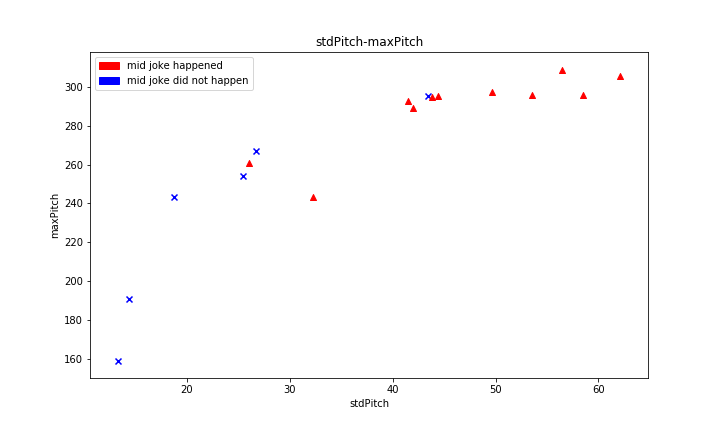 stdPitch-maxPitch
mid joke happened
mid joke did not happen
300
280
260
240
220
200
180
160
maxPitch
20 30 40 50 60
stdPitch